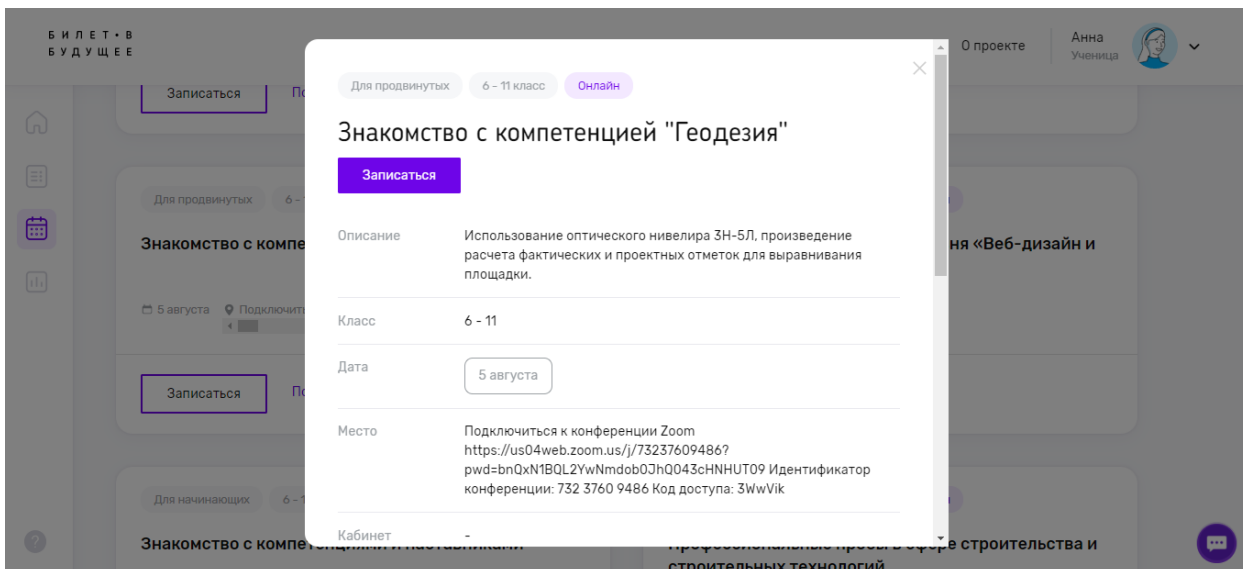 БИЛЕТ•В
БУДУЩЕЕ
О проекте
Анна
Ученица
Записаться
Для продвинутых
6 - 11 класс
Онлайн
Знакомство с компетенцией "Геодезия"
Записаться
Описание
Использование оптического нивелира 3Н-5Л, произведение
расчета фактических и проектных отметок для выравнивания
площадки.
Класс
6 - 11
Дата
5 августа
Место
Подключиться к конференции Zoom
https://us04web.zoom.us/j/73237609486?
pwd=bnQxN1BQL2YwNmdob0JhQ043cHNHUT09 Идентификатор
конференции: 732 3760 9486 Код доступа: 3WwVik
Кабинет
-
Для продвинутых
6 -
Знакомство с компе
5 августа
Подключит
Записаться
ня «Веб-дизайн и
Для начинающих
6 - 1
Знакомство с компетенциями и наставниками
Профессиональные пробы в сфере строительства и
строительных технологий